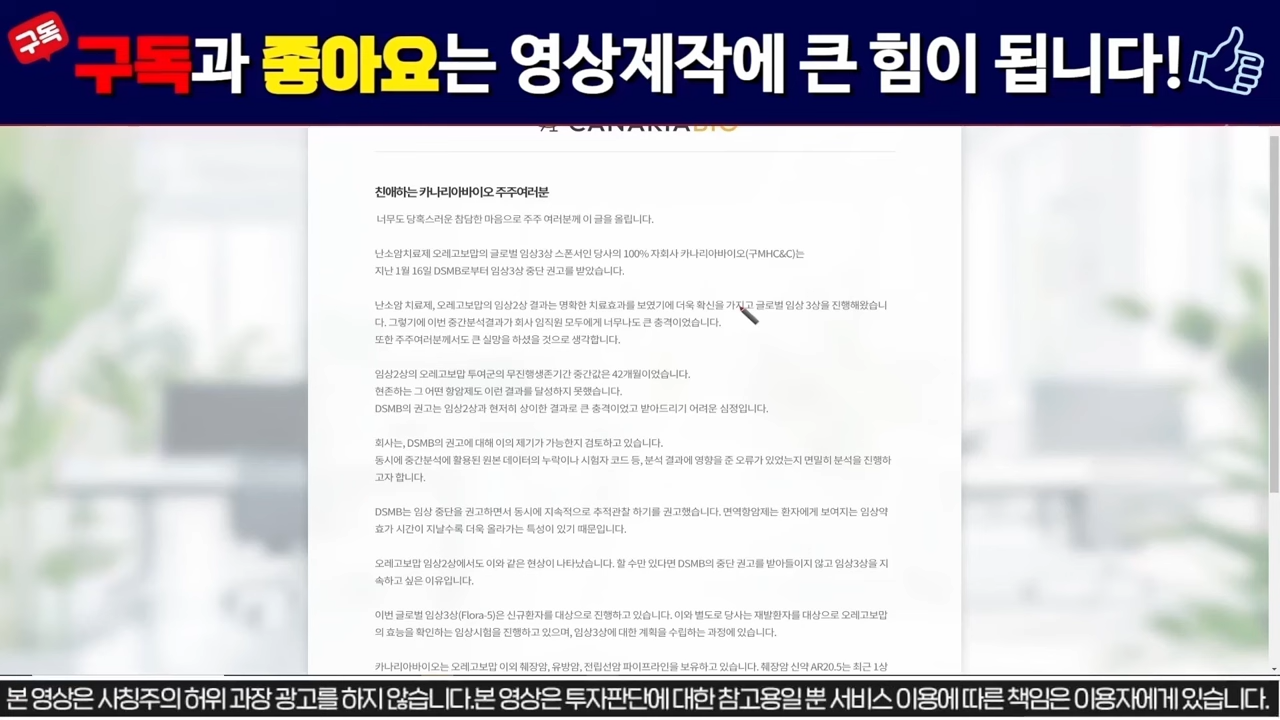 구독
구독과 좋아요는 영상제작에 큰 힘이 됩니다!
CANARIABIO
친애하는 카나리아바이오 주주여러분
너무도 당혹스러운 참담한 마음으로 주주 여러분께 이 글을 올립니다.
난소암치료제 오레고보맙의 글로벌 임상3상 스폰서인 당사의 100% 자회사 카나리아바이오(구MHC&C)는
지난 1월 16일 DSMB로부터 임상3상 중단 권고를 받았습니다.
난소암 치료제, 오레고보맙의 임상2상 결과는 명확한 치료효과를 보였기에 더욱 확신을 가지고 글로벌 임상 3상을 진행해왔습니
다. 그렇기에 이번 중간분석결과가 회사 임직원 모두에게 너무나도 큰 충격이었습니다.
또한 주주여러분께서도 큰 실망을 하셨을 것으로 생각합니다.
임상2상의 오레고보맙 투여군의 무진행생존기간 중간값은 42개월이었습니다.
현존하는 그 어떤 항암제도 이런 결과를 달성하지 못했습니다.
DSMB의 권고는 임상2상과 현저히 상이한 결과로 큰 충격이었고 받아드리기 어려운 심정입니다.
회사는, DSMB의 권고에 대해 이의 제기가 가능한지 검토하고 있습니다.
동시에 중간분석에 활용된 원본 데이터의 누락이나 시험자 코드 등, 분석 결과에 영향을 준 오류가 있었는지 면밀히 분석을 진행하
고자 합니다.
DSMB는 임상 중단을 권고하면서 동시에 지속적으로 추적관찰 하기를 권고했습니다. 면역항암제는 환자에게 보여지는 임상약
효가 시간이 지날수록 더욱 올라가는 특성이 있기 때문입니다.
오레고보맙 임상2상에서도 이와 같은 현상이 나타났습니다. 할 수만 있다면 DSMB의 중단 권고를 받아들이지 않고 임상3상을 지
속하고 싶은 이유입니다.
이번 글로벌 임상3상(Flora-5)은 신규환자를 대상으로 진행하고 있습니다. 이와 별도로 당사는 재발환자를 대상으로 오레고보맙
의 효능을 확인하는 임상시험을 진행하고 있으며, 임상3상에 대한 계획을 수립하는 과정에 있습니다.
카나리아바이오는 오레고보맙 이외 췌장암, 유방암, 전립선암 파이프라인을 보유하고 있습니다. 췌장암 신약 AR20.5는 최근 1상
본 영상은 사칭주의 허위 과장 광고를 하지 않습니다.본 영상은 투자판단에 대한 참고용일 뿐 서비스 이용에 따른 책임은 이용자에게 있습니다.